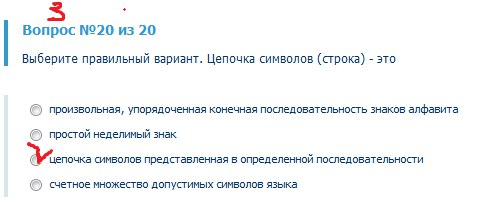 3
Вопрос №20 из 20
Выберите правильный вариант. Цепочка символов (строка) - это
произвольная, упорядоченная конечная последовательность знаков алфавита
простой неделимый знак
цепочка символов представленная в определенной последовательности
счетное множество допустимых символов языка